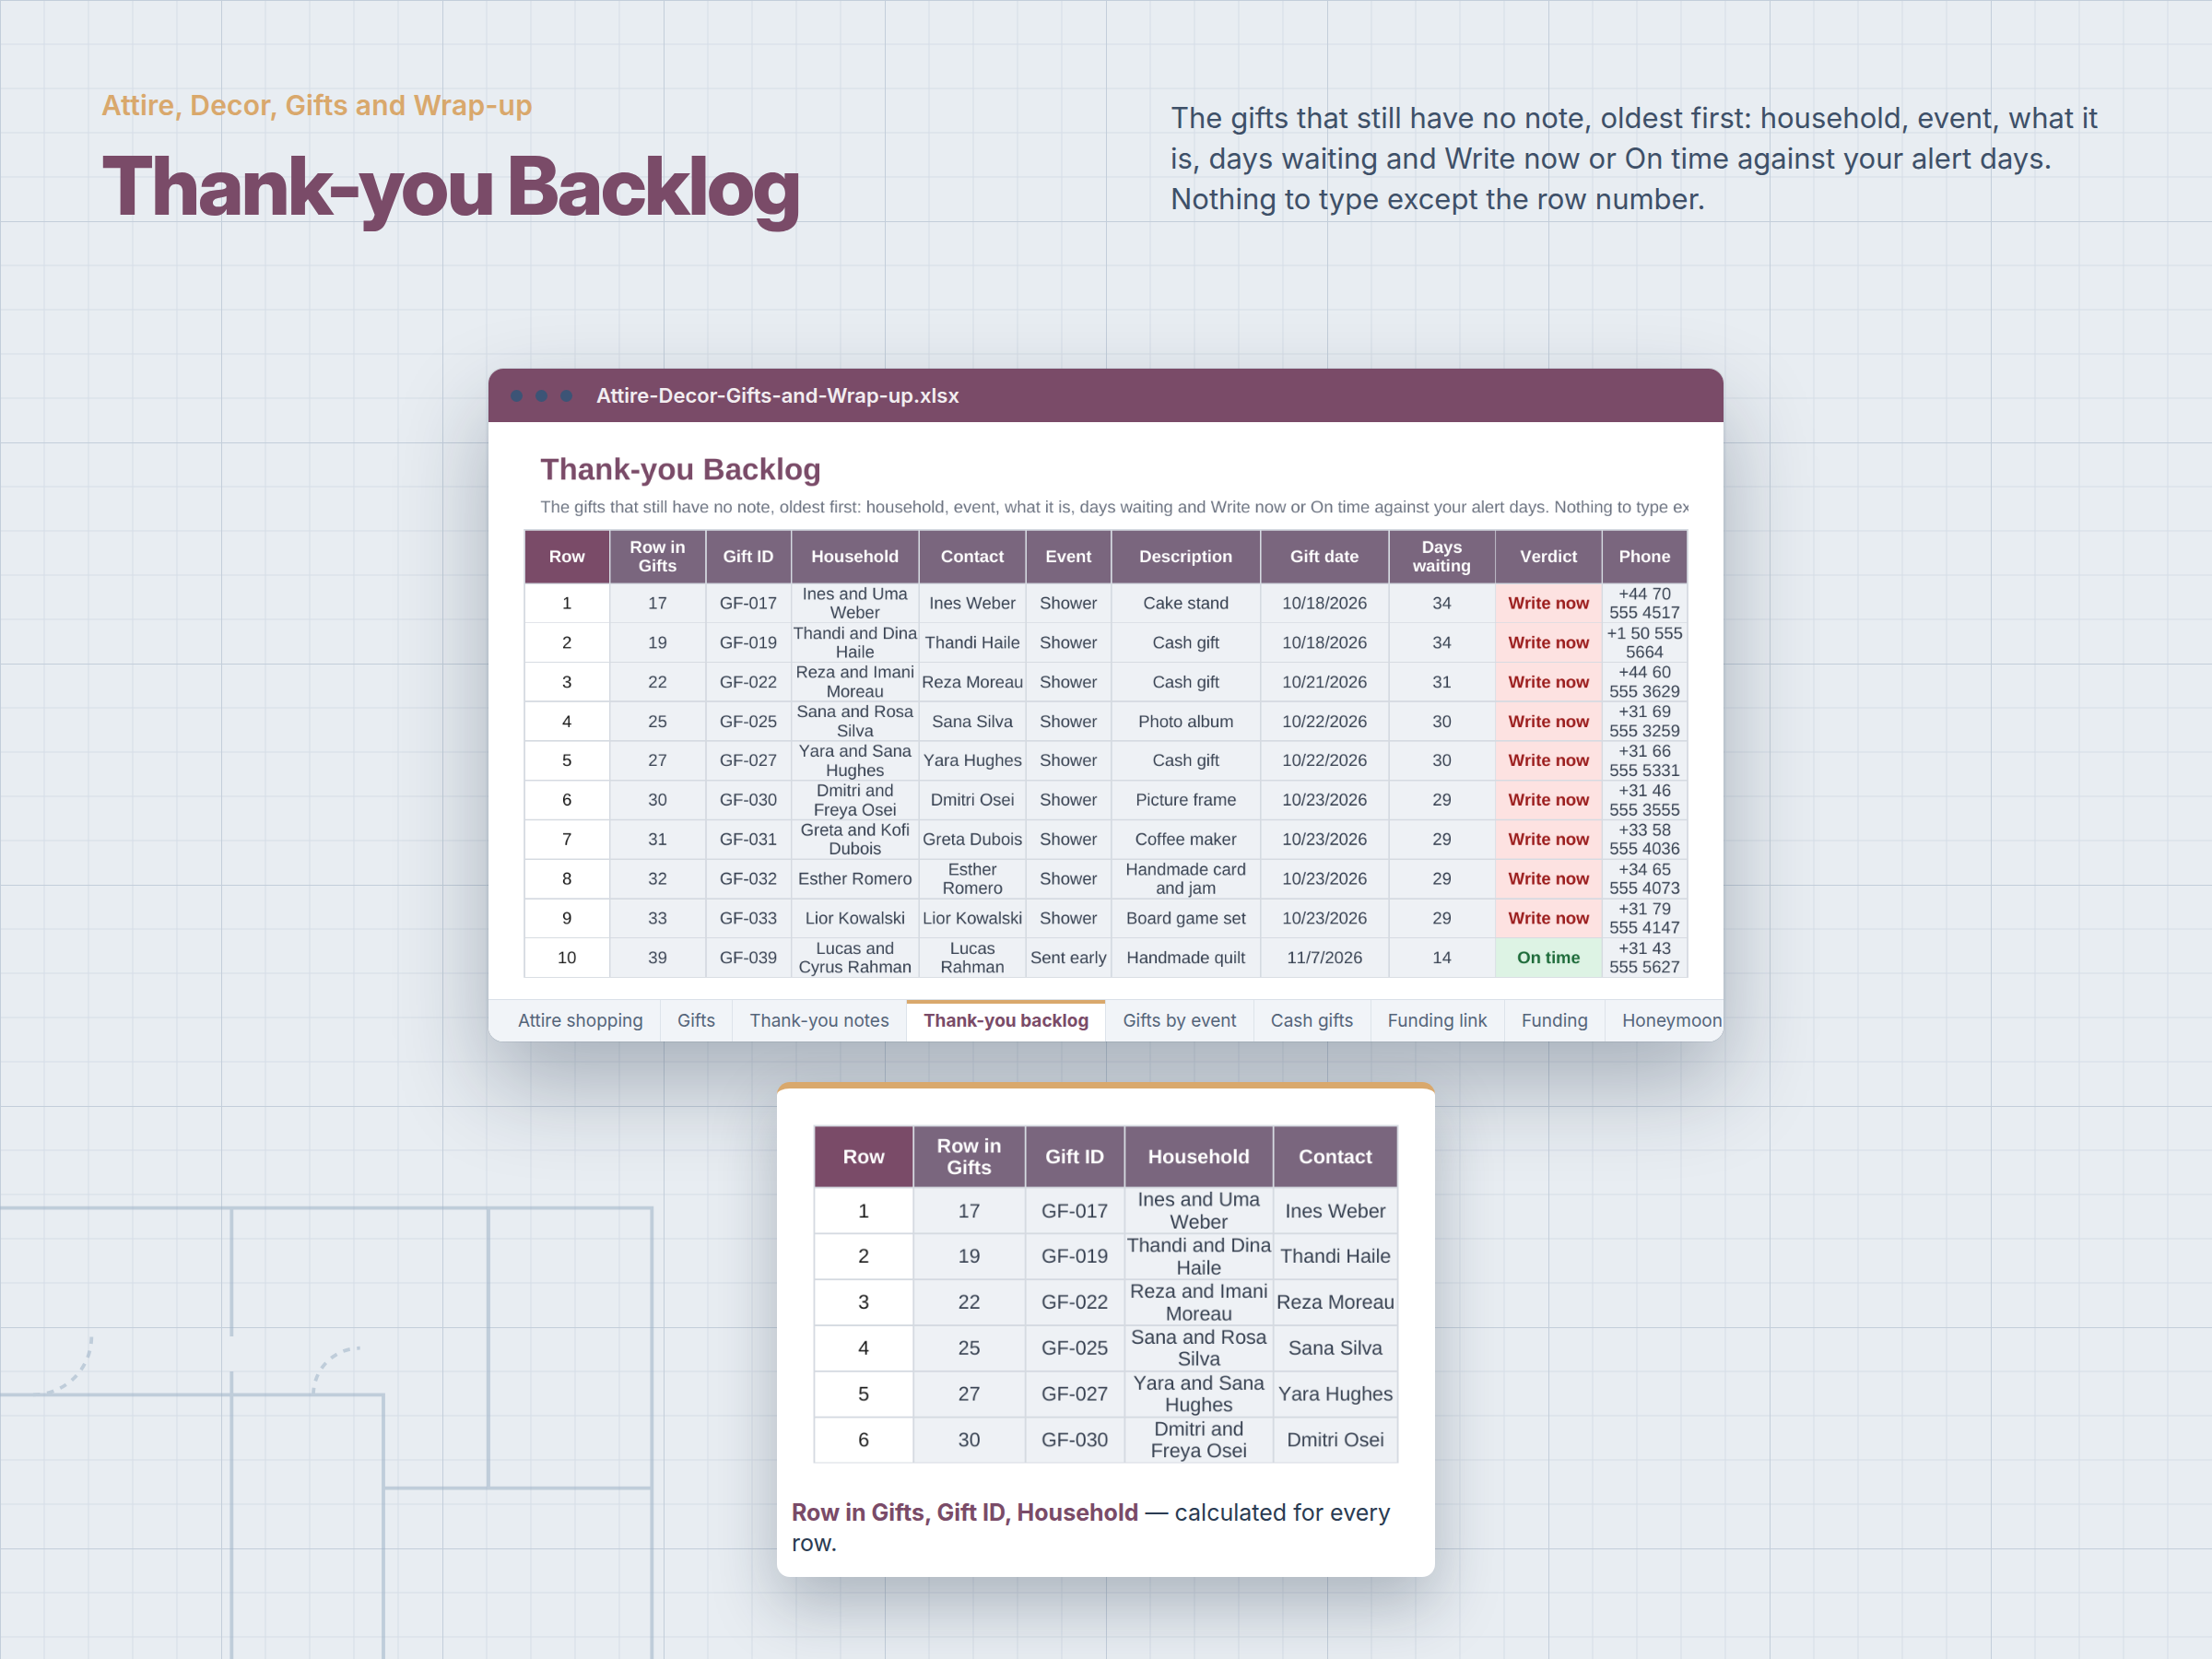 Attire, Decor, Gifts and Wrap-up
Thank-you Backlog
The gifts that still have no note, oldest first: household, event, what it
is, days waiting and Write now or On time against your alert days.
Nothing to type except the row number.
Attire-Decor-Gifts-and-Wrap-up.xlsx
Thank-you Backlog
The gifts that still have no note, oldest first: household, event, what it is, days waiting and Write now or On time against your alert days. Nothing to type ex
Row | Row in Gifts | Gift ID | Household | Contact | Event | Description | Gift date | Days waiting | Verdict | Phone
1 | 17 | GF-017 | Ines and Uma Weber | Ines Weber | Shower | Cake stand | 10/18/2026 | 34 | Write now | +44 70 555 4517
2 | 19 | GF-019 | Thandi and Dina Haile | Thandi Haile | Shower | Cash gift | 10/18/2026 | 34 | Write now | +1 50 555 5664
3 | 22 | GF-022 | Reza and Imani Moreau | Reza Moreau | Shower | Cash gift | 10/21/2026 | 31 | Write now | +44 60 555 3629
4 | 25 | GF-025 | Sana and Rosa Silva | Sana Silva | Shower | Photo album | 10/22/2026 | 30 | Write now | +31 69 555 3259
5 | 27 | GF-027 | Yara and Sana Hughes | Yara Hughes | Shower | Cash gift | 10/22/2026 | 30 | Write now | +31 66 555 5331
6 | 30 | GF-030 | Dmitri and Freya Osei | Dmitri Osei | Shower | Picture frame | 10/23/2026 | 29 | Write now | +31 46 555 3555
7 | 31 | GF-031 | Greta and Kofi Dubois | Greta Dubois | Shower | Coffee maker | 10/23/2026 | 29 | Write now | +33 58 555 4036
8 | 32 | GF-032 | Esther Romero | Esther Romero | Shower | Handmade card and jam | 10/23/2026 | 29 | Write now | +34 65 555 4073
9 | 33 | GF-033 | Lior Kowalski | Lior Kowalski | Shower | Board game set | 10/23/2026 | 29 | Write now | +31 79 555 4147
10 | 39 | GF-039 | Lucas and Cyrus Rahman | Lucas Rahman | Sent early | Handmade quilt | 11/7/2026 | 14 | On time | +31 43 555 5627
Attire shopping | Gifts | Thank-you notes | Thank-you backlog | Gifts by event | Cash gifts | Funding link | Funding | Honeymoon
Row | Row in Gifts | Gift ID | Household | Contact
1 | 17 | GF-017 | Ines and Uma Weber | Ines Weber
2 | 19 | GF-019 | Thandi and Dina Haile | Thandi Haile
3 | 22 | GF-022 | Reza and Imani Moreau | Reza Moreau
4 | 25 | GF-025 | Sana and Rosa Silva | Sana Silva
5 | 27 | GF-027 | Yara and Sana Hughes | Yara Hughes
6 | 30 | GF-030 | Dmitri and Freya Osei | Dmitri Osei
Row in Gifts, Gift ID, Household — calculated for every
row.